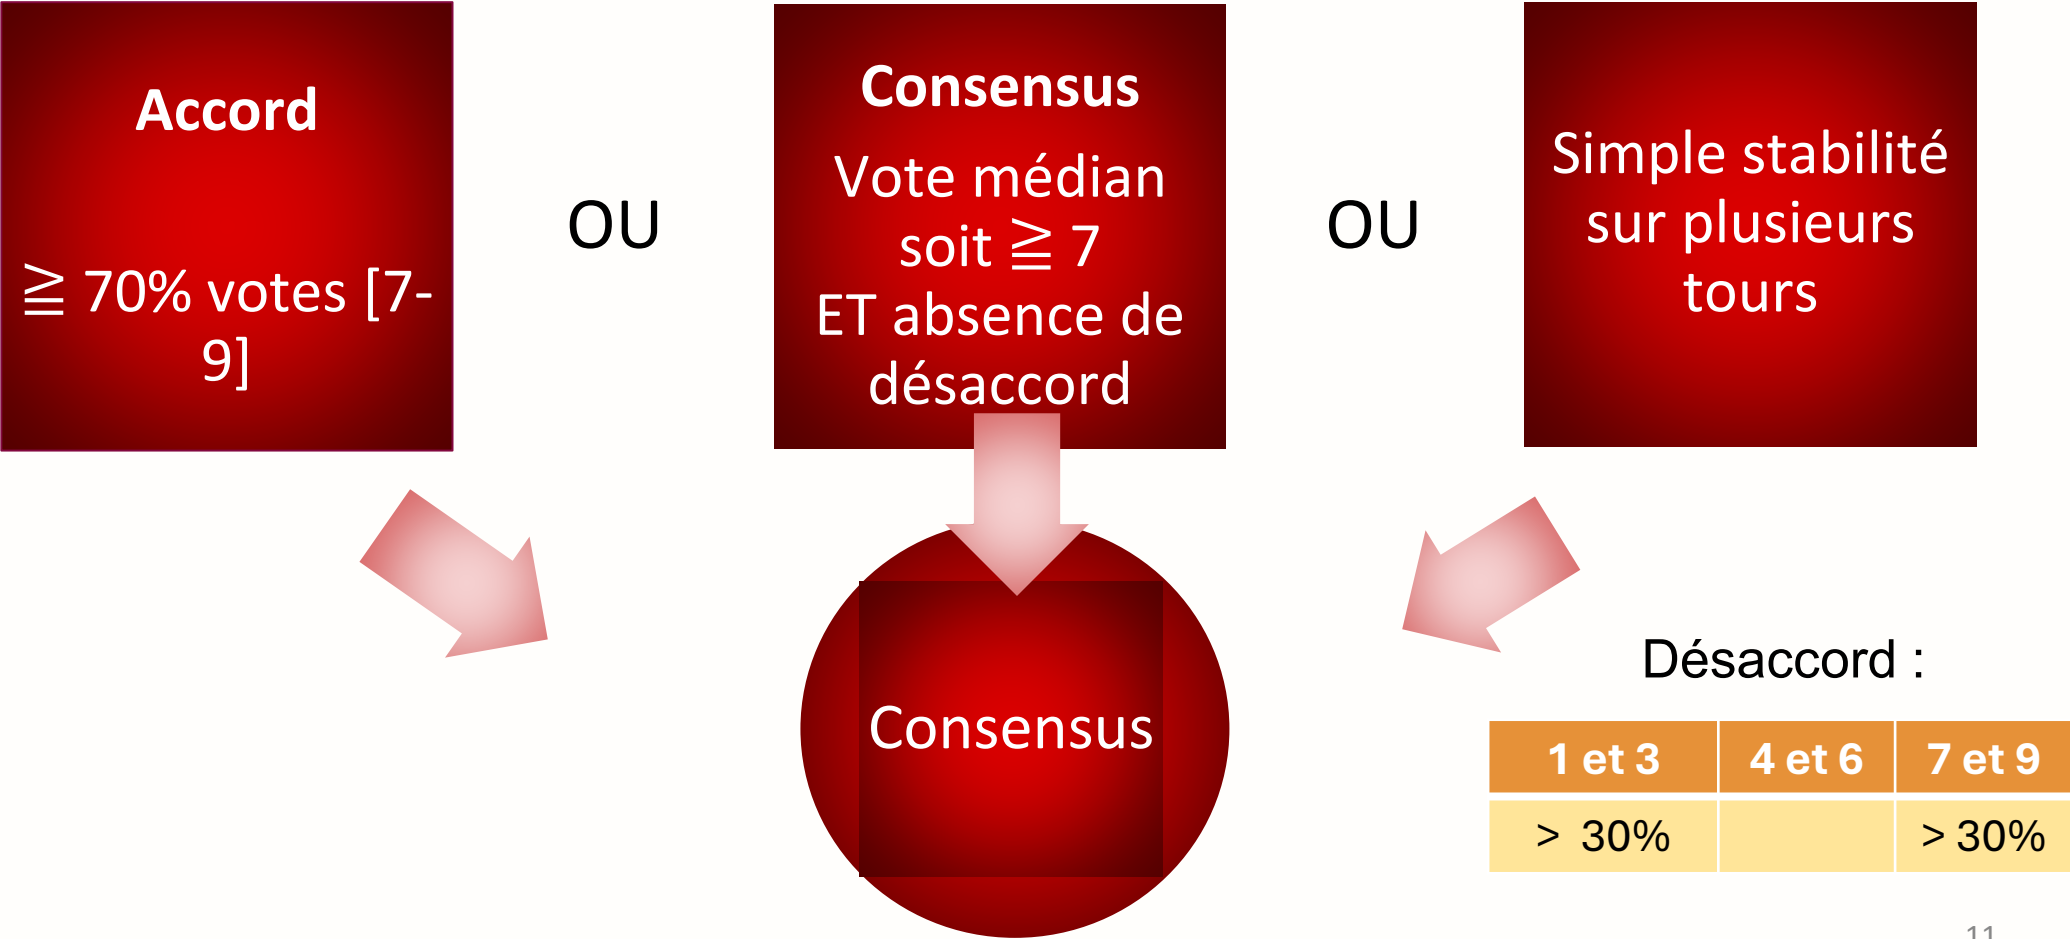 Accord
≧ 70% votes [7-
9]
OU
Consensus
Vote médian
soit ≧ 7
ET absence de
désaccord
OU
Simple stabilité
sur plusieurs
tours
Consensus
Désaccord :
1 et 3 4 et 6 7 et 9
> 30% > 30%
11